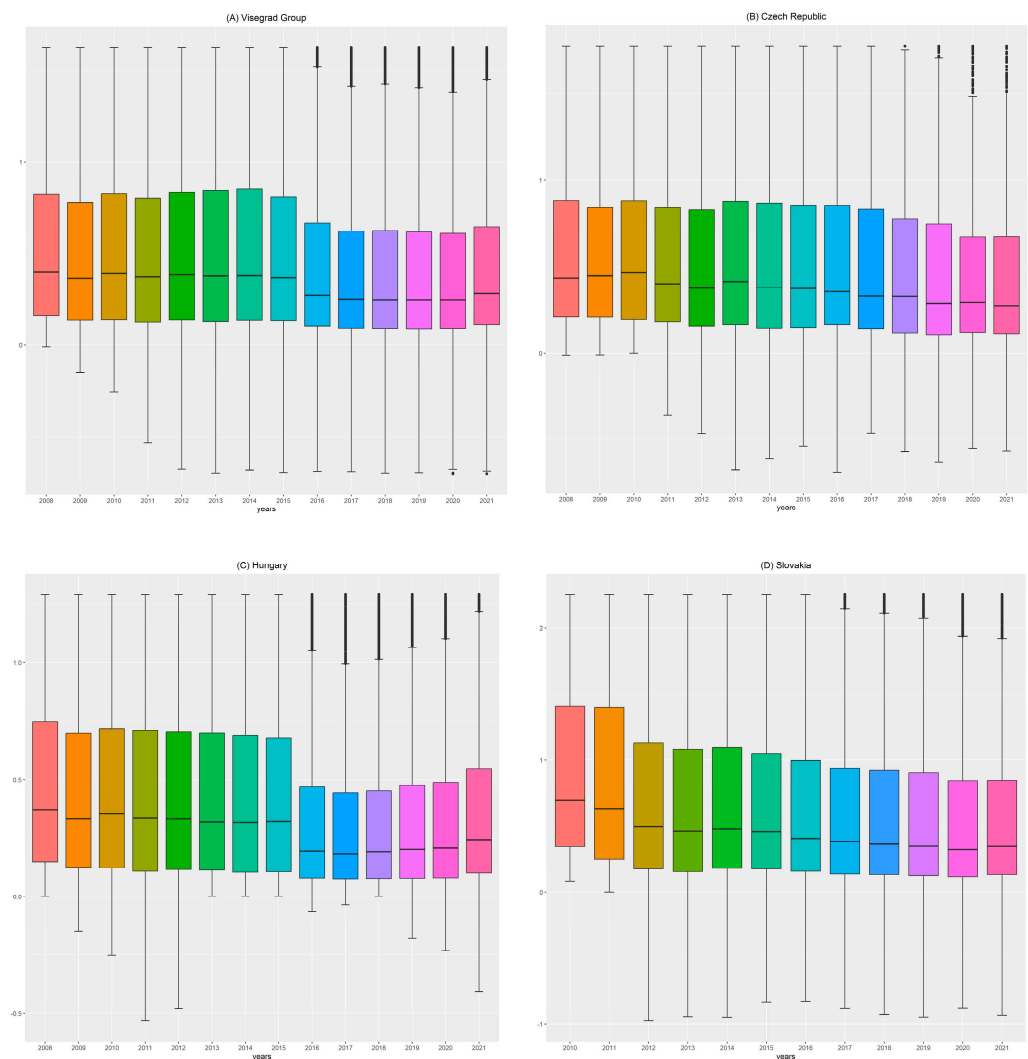 (A) Visegrad Group
1
0
2008 2009 2010 2011 2012 2013 2014 2015 2016 2017 2018 2019 2020 2021
years
(B) Czech Republic
1
0
2008 2009 2010 2011 2012 2013 2014 2015 2016 2017 2018 2019 2020 2021
years
(C) Hungary
1.0
0.5
0.0
-0.5
2008 2009 2010 2011 2012 2013 2014 2015 2016 2017 2018 2019 2020 2021
years
(D) Slovakia
2
1
0
-1
2010 2011 2012 2013 2014 2015 2016 2017 2018 2019 2020 2021
years